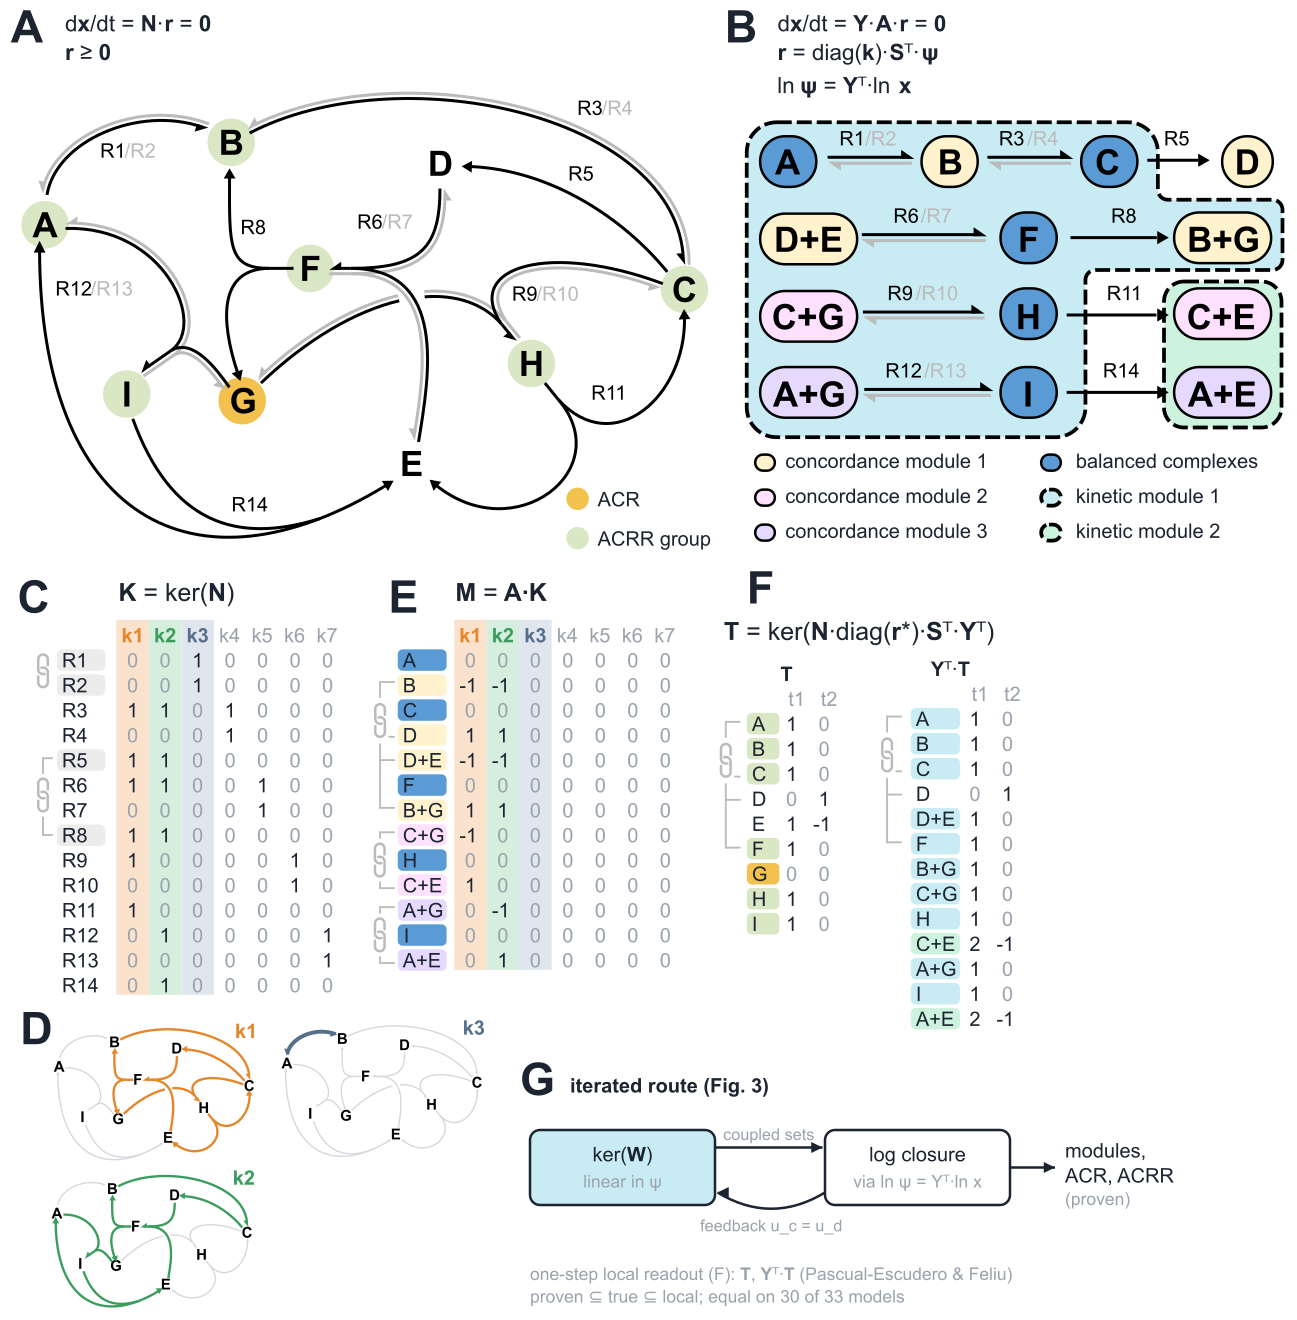 A
dx/dt = N·r = 0
r ≥ 0
R3/R4
R1/R2
B
D
R5
A
R8
R6/R7
F
R12/R13
R9/R10
C
H
I
G
R11
E
R14
ACR
ACRR group
B
dx/dt = Y·A·r = 0
r = diag(k)·Sᵀ·ψ
ln ψ = Yᵀ·ln x
A R1/R2 B R3/R4 C R5 D
D+E R6/R7 F R8 B+G
C+G R9/R10 H R11 C+E
A+G R12/R13 I R14 A+E
concordance module 1
concordance module 2
concordance module 3
balanced complexes
kinetic module 1
kinetic module 2
C
K = ker(N)
k1 k2 k3 k4 k5 k6 k7
R1 0 0 1 0 0 0 0
R2 0 0 1 0 0 0 0
R3 1 1 0 1 0 0 0
R4 0 0 0 1 0 0 0
R5 1 1 0 0 0 0 0
R6 1 1 0 0 1 0 0
R7 0 0 0 0 1 0 0
R8 1 1 0 0 0 0 0
R9 1 0 0 0 0 1 0
R10 0 0 0 0 0 1 0
R11 1 0 0 0 0 0 0
R12 0 1 0 0 0 0 1
R13 0 0 0 0 0 0 1
R14 0 1 0 0 0 0 0
E
M = A·K
k1 k2 k3 k4 k5 k6 k7
A 0 0 0 0 0 0 0
B -1 -1 0 0 0 0 0
C 0 0 0 0 0 0 0
D 1 1 0 0 0 0 0
D+E -1 -1 0 0 0 0 0
F 0 0 0 0 0 0 0
B+G 1 1 0 0 0 0 0
C+G -1 0 0 0 0 0 0
H 0 0 0 0 0 0 0
C+E 1 0 0 0 0 0 0
A+G 0 -1 0 0 0 0 0
I 0 0 0 0 0 0 0
A+E 0 1 0 0 0 0 0
F
T = ker(N·diag(r*)·Sᵀ·Yᵀ)
T
t1 t2
A 1 0
B 1 0
C 1 0
D 0 1
E 1 -1
F 1 0
G 0 0
H 1 0
I 1 0
Yᵀ·T
t1 t2
A 1 0
B 1 0
C 1 0
D 0 1
D+E 1 0
F 1 0
B+G 1 0
C+G 1 0
H 1 0
C+E 2 -1
A+G 1 0
I 1 0
A+E 2 -1
D
k1
B
D
A
F
C
H
I
G
E
k3
B
D
A
F
C
H
I
G
E
k2
B
D
A
F
C
H
I
G
E
G
iterated route (Fig. 3)
ker(W)
linear in ψ
coupled sets
log closure
via ln ψ = Yᵀ·ln x
feedback u_c = u_d
modules,
ACR, ACRR
(proven)
one-step local readout (F): T, Yᵀ·T (Pascual-Escudero & Feliu)
proven ⊆ true ⊆ local; equal on 30 of 33 models